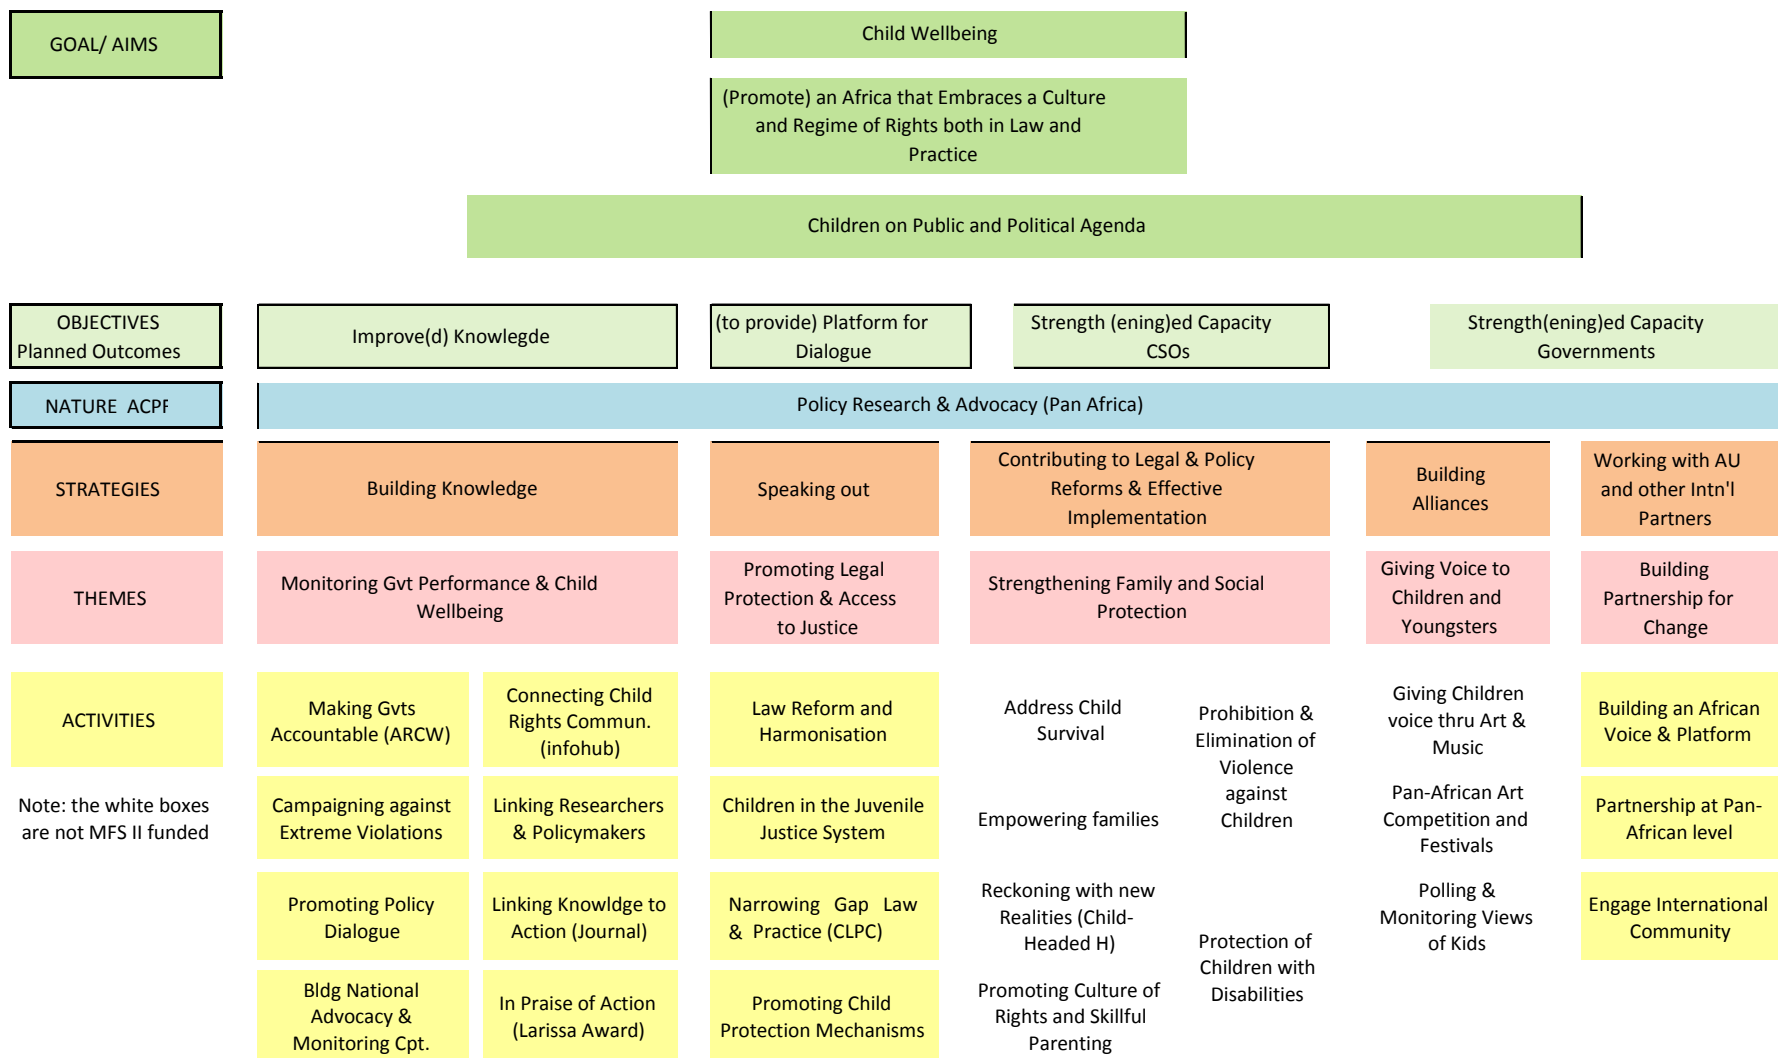 GOAL/ AIMS
Child Wellbeing
(Promote) an Africa that Embraces a Culture
and Regime of Rights both in Law and
Practice
Children on Public and Political Agenda
OBJECTIVES
Planned Outcomes
Improve(d) Knowlegde
(to provide) Platform for
Dialogue
Strength (ening)ed Capacity
CSOs
Strength(ening)ed Capacity
Governments
NATURE ACPF
Policy Research & Advocacy (Pan Africa)
STRATEGIES
Building Knowledge
Speaking out
Contributing to Legal & Policy
Reforms & Effective
Implementation
Building
Alliances
Working with AU
and other Intn'l
Partners
THEMES
Monitoring Gvt Performance & Child
Wellbeing
Promoting Legal
Protection & Access
to Justice
Strengthening Family and Social
Protection
Giving Voice to
Children and
Youngsters
Building
Partnership for
Change
ACTIVITIES
Making Gvts
Accountable (ARCW)
Connecting Child
Rights Commun.
(infohub)
Law Reform and
Harmonisation
Address Child
Survival
Prohibition &
Elimination of
Violence
against
Children
Giving Children
voice thru Art &
Music
Building an African
Voice & Platform
Note: the white boxes
are not MFS II funded
Campaigning against
Extreme Violations
Linking Researchers
& Policymakers
Children in the Juvenile
Justice System
Empowering families
Pan-African Art
Competition and
Festivals
Partnership at Pan-
African level
Promoting Policy
Dialogue
Linking Knowldge to
Action (Journal)
Narrowing Gap Law
& Practice (CLPC)
Reckoning with new
Realities (Child-
Headed H)
Protection of
Children with
Disabilities
Polling &
Monitoring Views
of Kids
Engage International
Community
Bldg National
Advocacy &
Monitoring Cpt.
In Praise of Action
(Larissa Award)
Promoting Child
Protection Mechanisms
Promoting Culture of
Rights and Skillful
Parenting